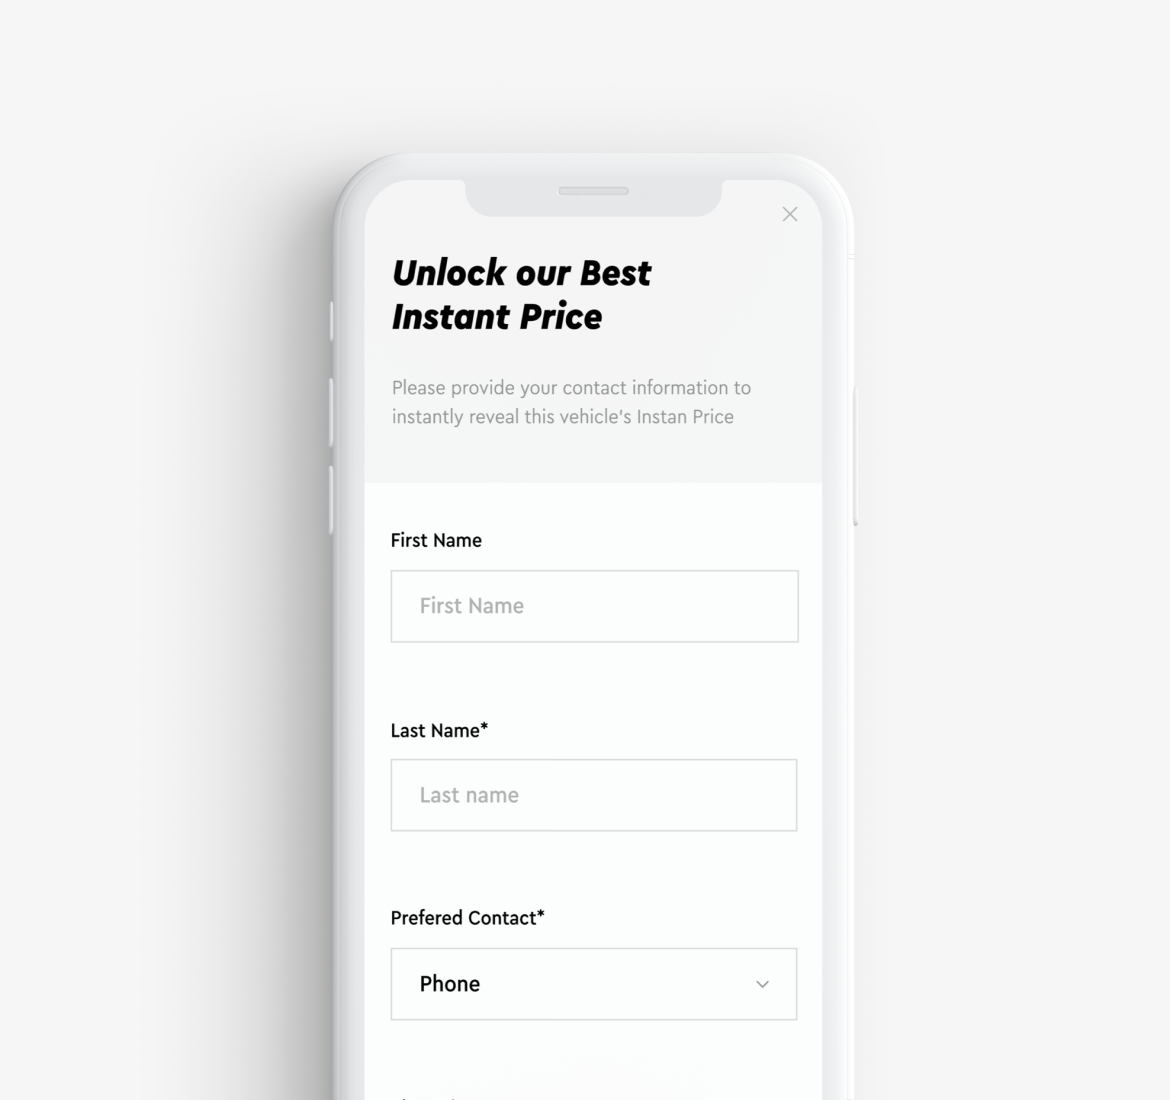 Unlock our Best
Instant Price
Please provide your contact information to
instantly reveal this vehicle's Instan Price
First Name
First Name
Last Name*
Last name
Prefered Contact*
Phone